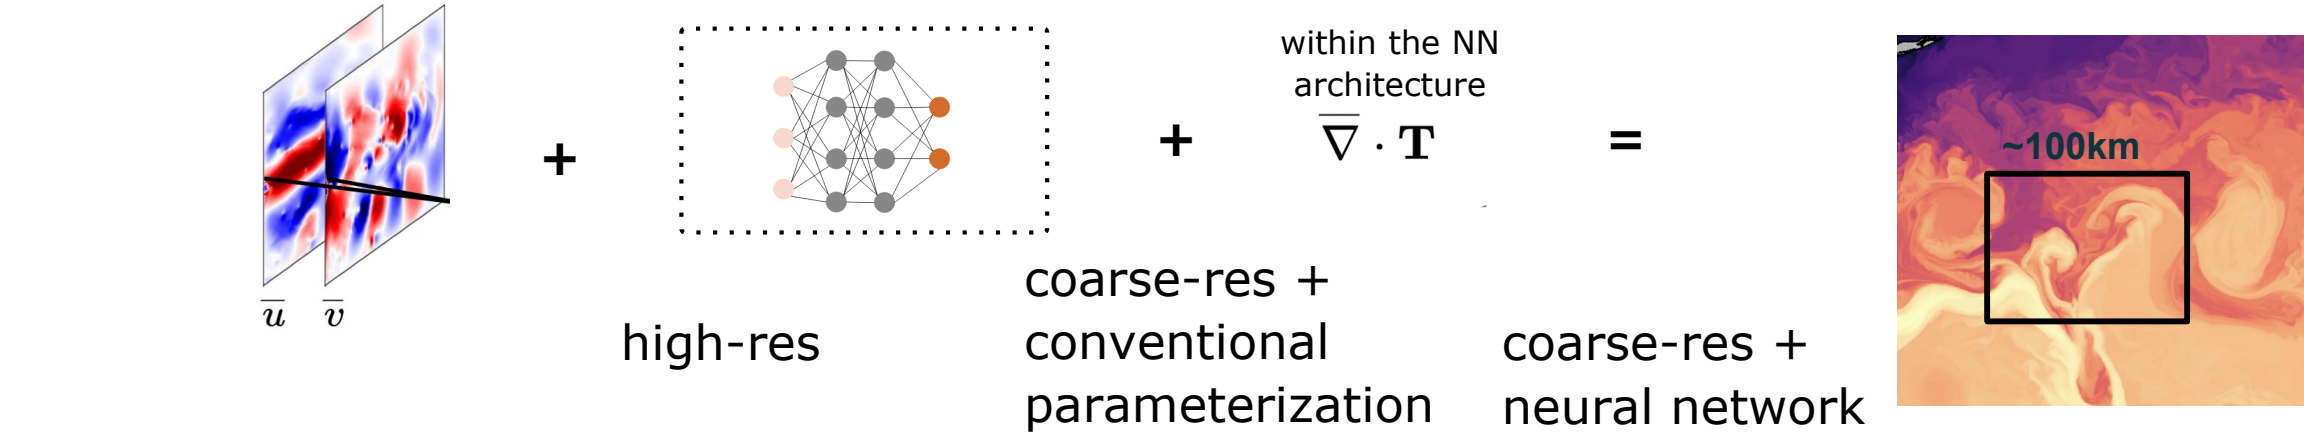 within the NN
architecture
+
+
∇̅ · T
=
~100km
u̅ v̅
high-res
coarse-res +
conventional
parameterization
coarse-res +
neural network